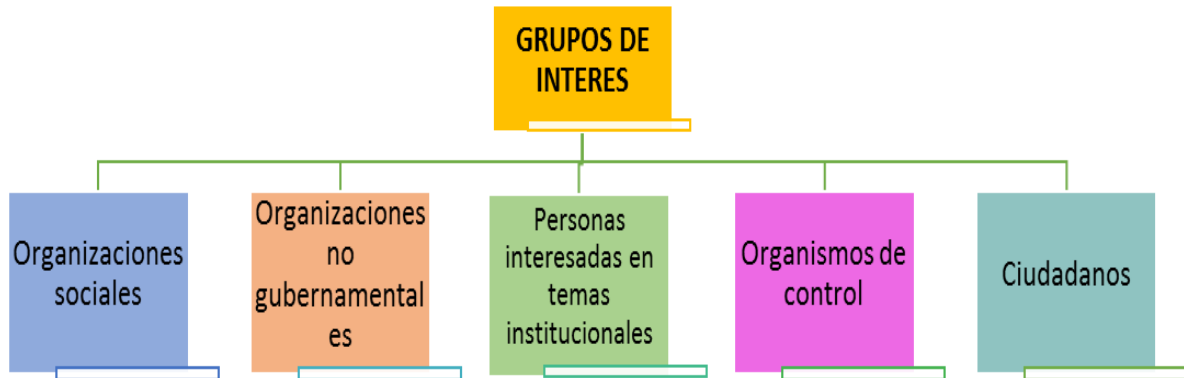 GRUPOS DE
INTERES
Organizaciones
sociales
Organizaciones
no
gubernamental
es
Personas
interesadas en
temas
institucionales
Organismos de
control
Ciudadanos